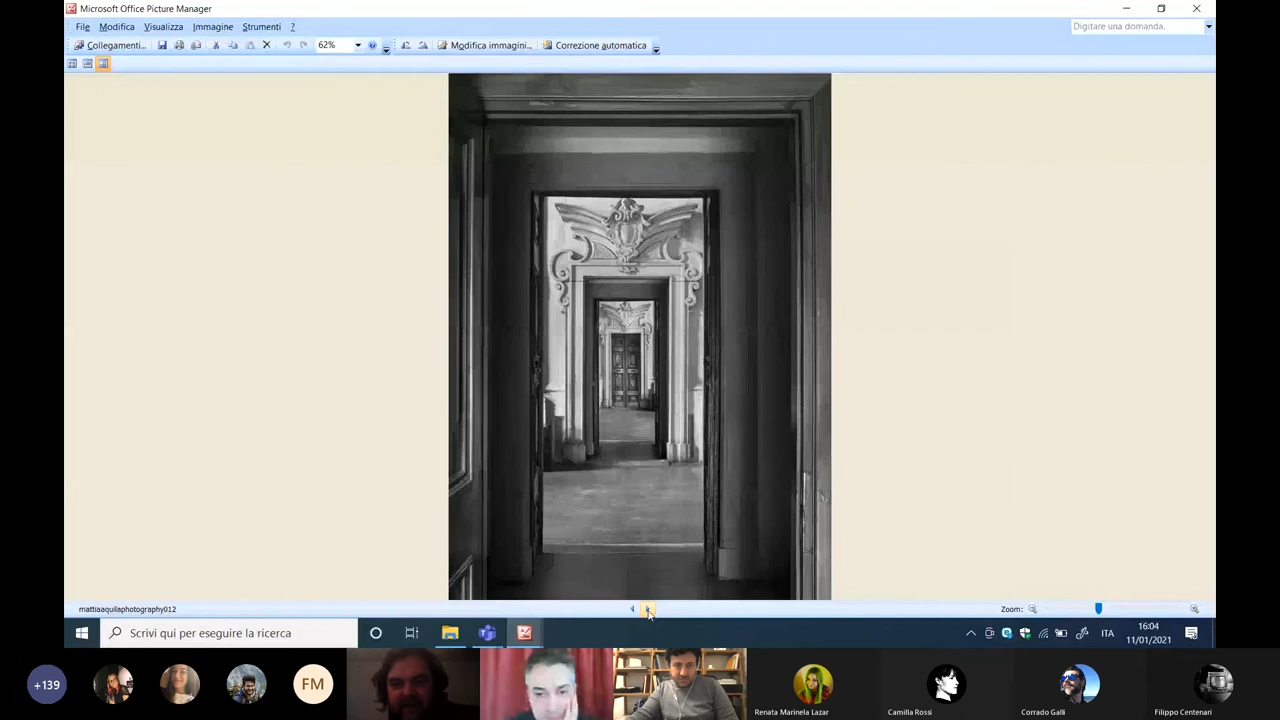 Microsoft Office Picture Manager
File Modifica Visualizza Immagine Strumenti ?
Digitare una domanda.
Collegamenti... 62% Modifica immagini... Correzione automatica
mattiaaquilaphotography012
Zoom:
Scrivi qui per eseguire la ricerca
ITA
16:04
11/01/2021
+139
FM
Renata Marinela Lazar
Camilla Rossi
Corrado Galli
Filippo Centenari